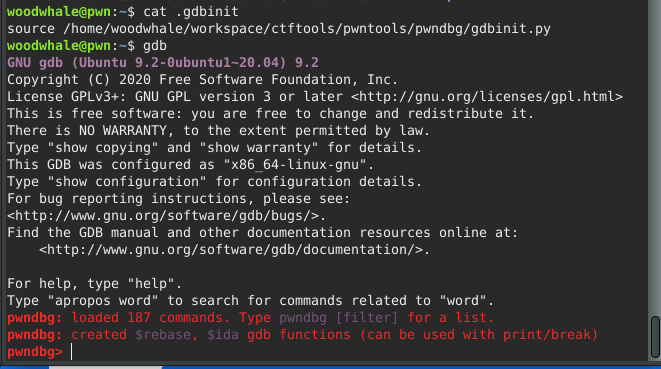 woodwhale@pwn:~$ cat .gdbinit
source /home/woodwhale/workspace/ctftools/pwntools/pwndbg/gdbinit.py
woodwhale@pwn:~$ gdb
GNU gdb (Ubuntu 9.2-0ubuntu1~20.04) 9.2
Copyright (C) 2020 Free Software Foundation, Inc.
License GPLv3+: GNU GPL version 3 or later <http://gnu.org/licenses/gpl.html>
This is free software: you are free to change and redistribute it.
There is NO WARRANTY, to the extent permitted by law.
Type "show copying" and "show warranty" for details.
This GDB was configured as "x86_64-linux-gnu".
Type "show configuration" for configuration details.
For bug reporting instructions, please see:
<http://www.gnu.org/software/gdb/bugs/>.
Find the GDB manual and other documentation resources online at:
    <http://www.gnu.org/software/gdb/documentation/>.

For help, type "help".
Type "apropos word" to search for commands related to "word".
pwndbg: loaded 187 commands. Type pwndbg [filter] for a list.
pwndbg: created $rebase, $ida gdb functions (can be used with print/break)
pwndbg>